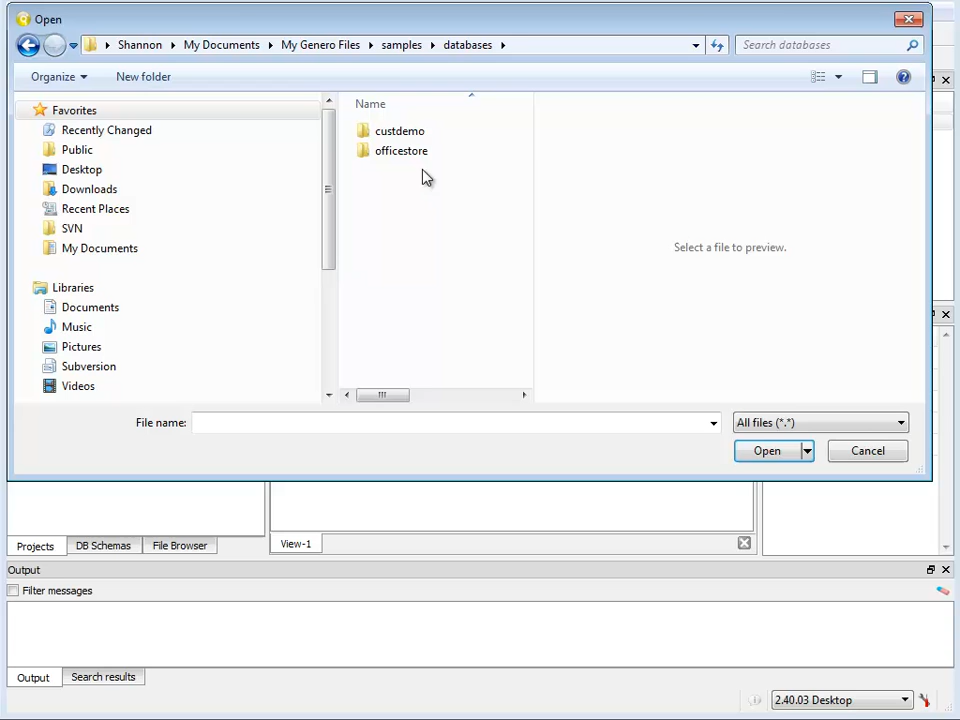 Open
Shannon My Documents My Genero Files samples databases
Search databases
Organize New folder
Favorites
Recently Changed
Public
Desktop
Downloads
Recent Places
SVN
My Documents
Libraries
Documents
Music
Pictures
Subversion
Videos
Name
custdemo
officestore
Select a file to preview.
File name:
All files (*.*)
Open Cancel
Projects DB Schemas File Browser
View-1
Output
Filter messages
Output Search results
2.40.03 Desktop